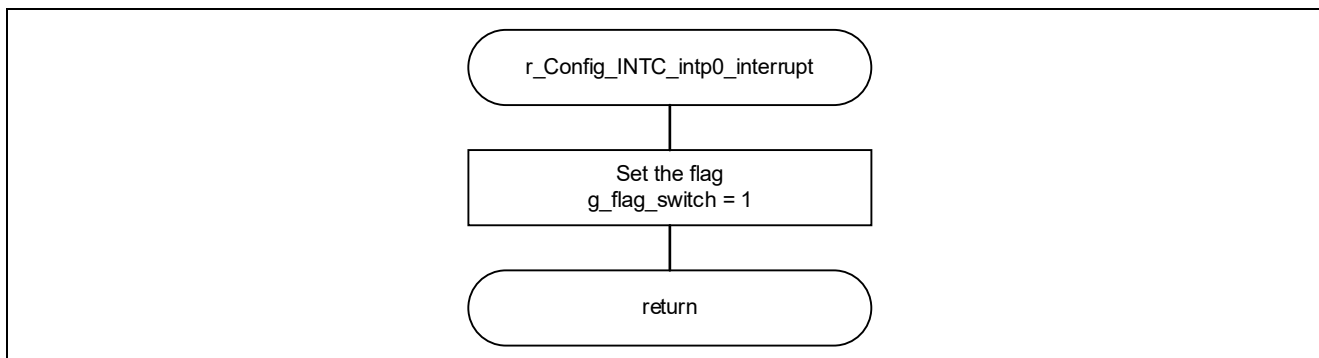 r_Config_INTC_intp0_interrupt
Set the flag
g_flag_switch = 1
return